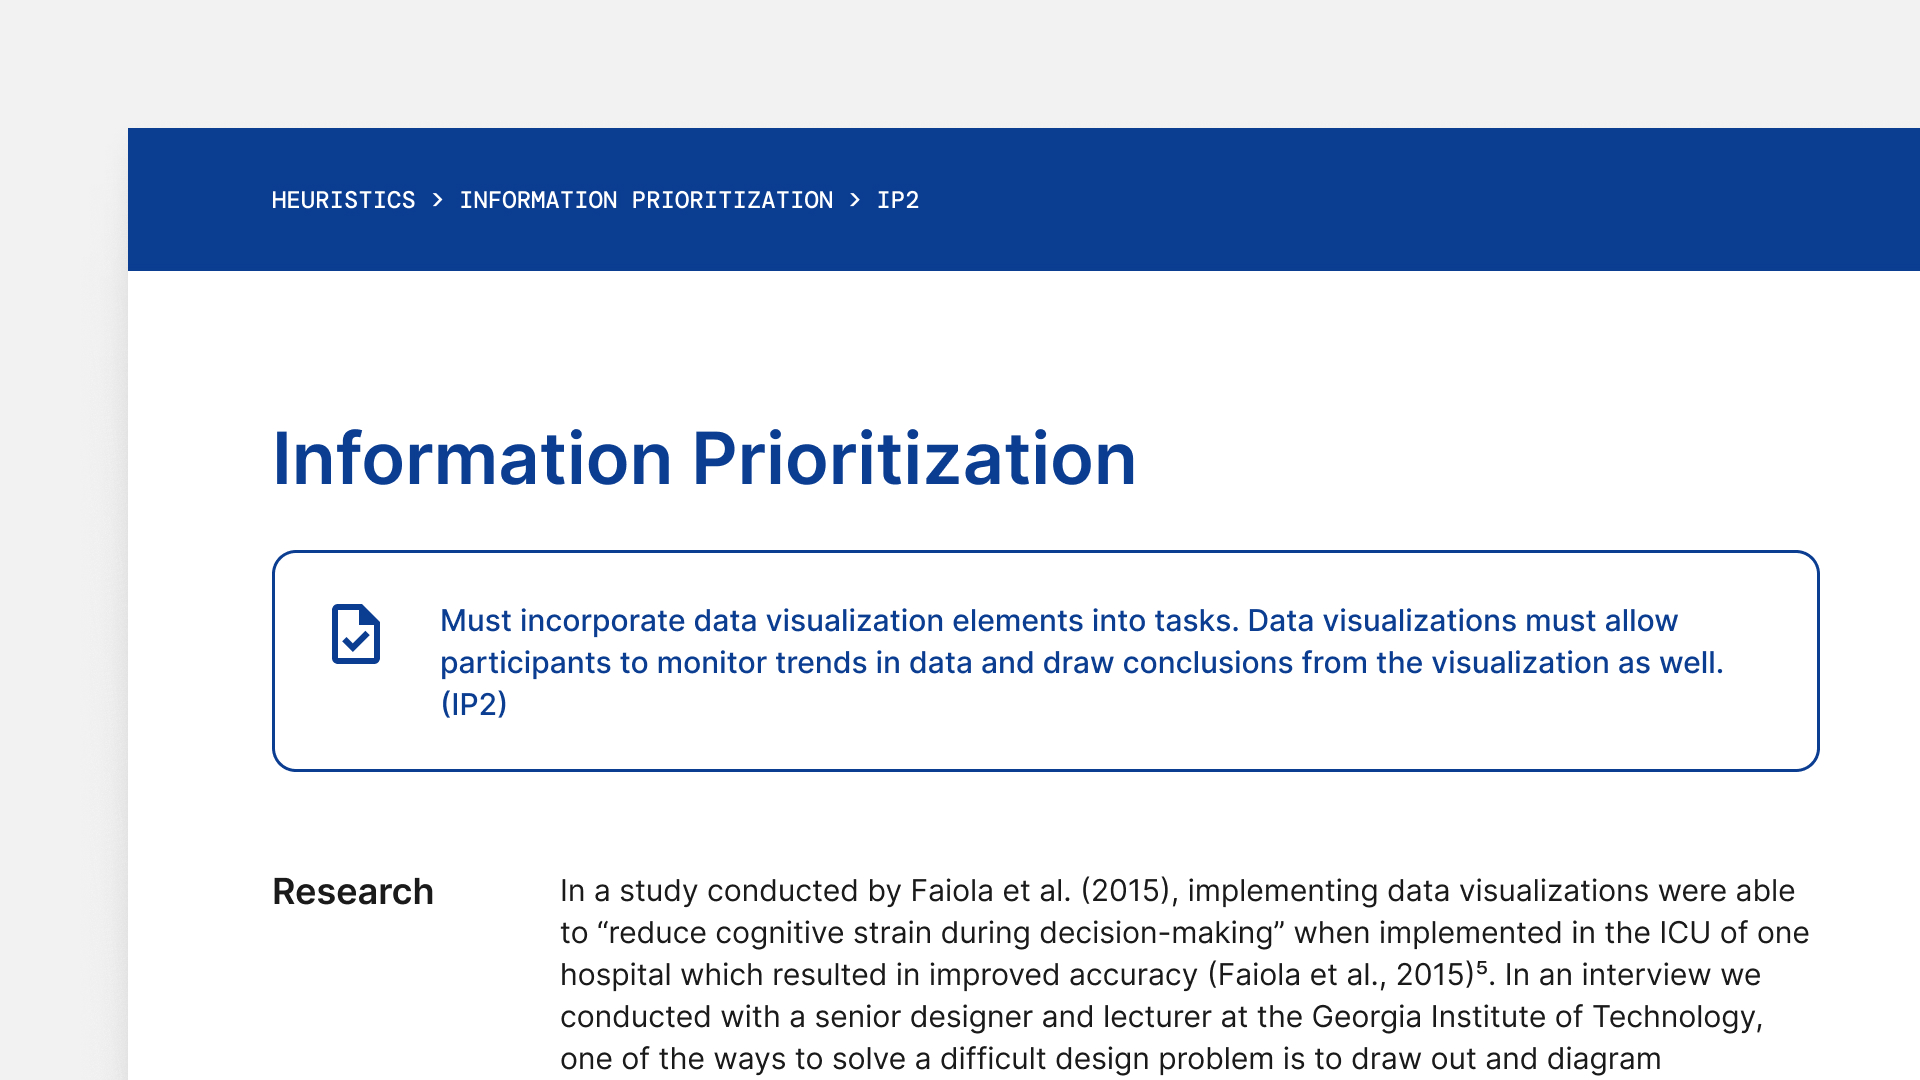 HEURISTICS > INFORMATION PRIORITIZATION > IP2
Information Prioritization
Must incorporate data visualization elements into tasks. Data visualizations must allow
participants to monitor trends in data and draw conclusions from the visualization as well.
(IP2)
Research
In a study conducted by Faiola et al. (2015), implementing data visualizations were able
to “reduce cognitive strain during decision-making” when implemented in the ICU of one
hospital which resulted in improved accuracy (Faiola et al., 2015)⁵. In an interview we
conducted with a senior designer and lecturer at the Georgia Institute of Technology,
one of the ways to solve a difficult design problem is to draw out and diagram